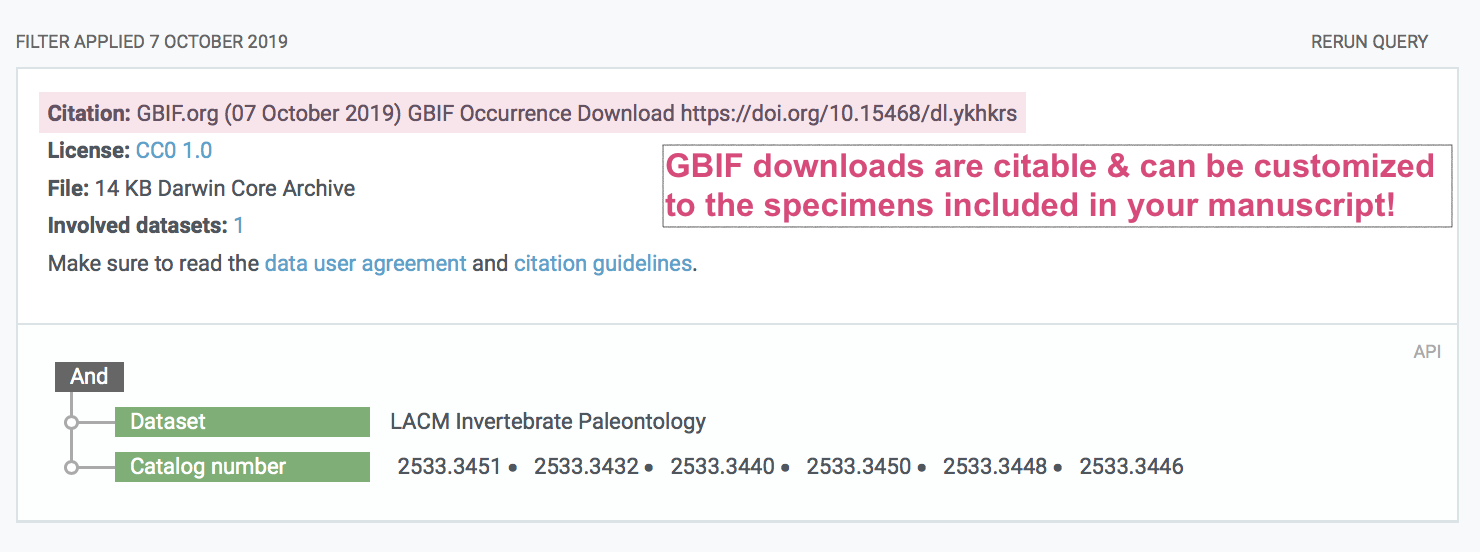 FILTER APPLIED 7 OCTOBER 2019
RERUN QUERY
Citation: GBIF.org (07 October 2019) GBIF Occurrence Download https://doi.org/10.15468/dl.ykhkrs
License: CC0 1.0
File: 14 KB Darwin Core Archive
Involved datasets: 1
Make sure to read the data user agreement and citation guidelines.
GBIF downloads are citable & can be customized
to the specimens included in your manuscript!
API
And
Dataset LACM Invertebrate Paleontology
Catalog number 2533.3451 • 2533.3432 • 2533.3440 • 2533.3450 • 2533.3448 • 2533.3446